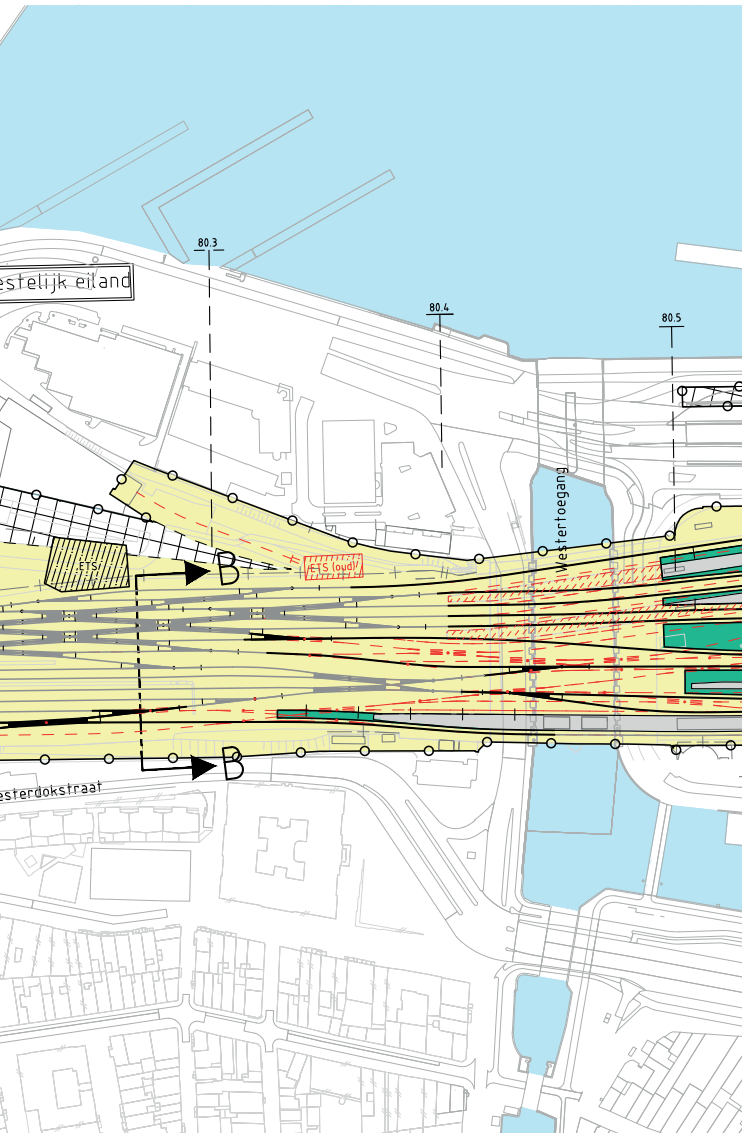 80.3
estelijk eiland
80.4
80.5
Westertoegang
ETS
B
ETS (oud)
B
esterdokstraat